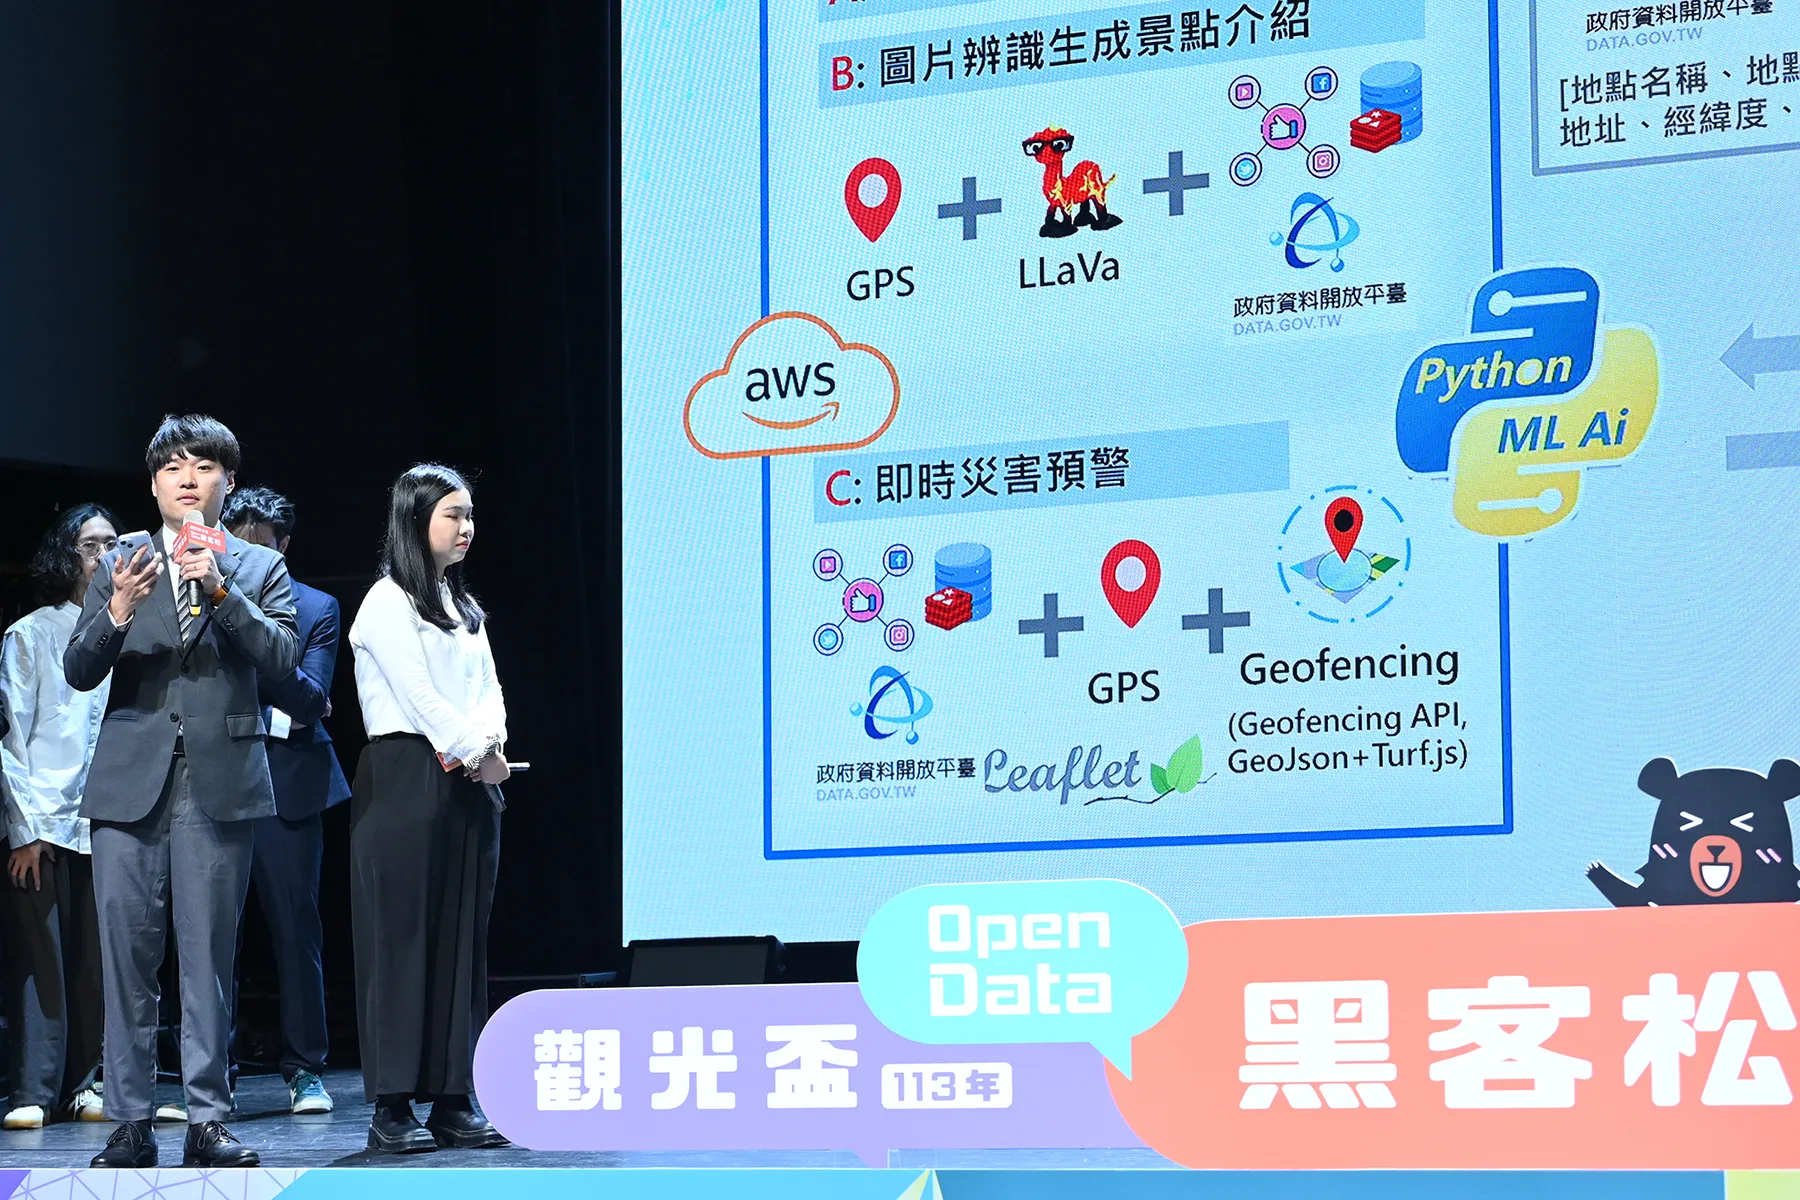 B: 圖片辨識生成景點介紹
GPS
LLaVa
政府資料開放平臺
DATA.GOV.TW
政府資料開放平臺
DATA.GOV.TW
[地點名稱、地點
地址、經緯度、
aws
Python
ML Ai
C: 即時災害預警
政府資料開放平臺
DATA.GOV.TW
Leaflet
GPS
Geofencing
(Geofencing API,
GeoJson+Turf.js)
Open
Data
觀光盃
113年
黑客松